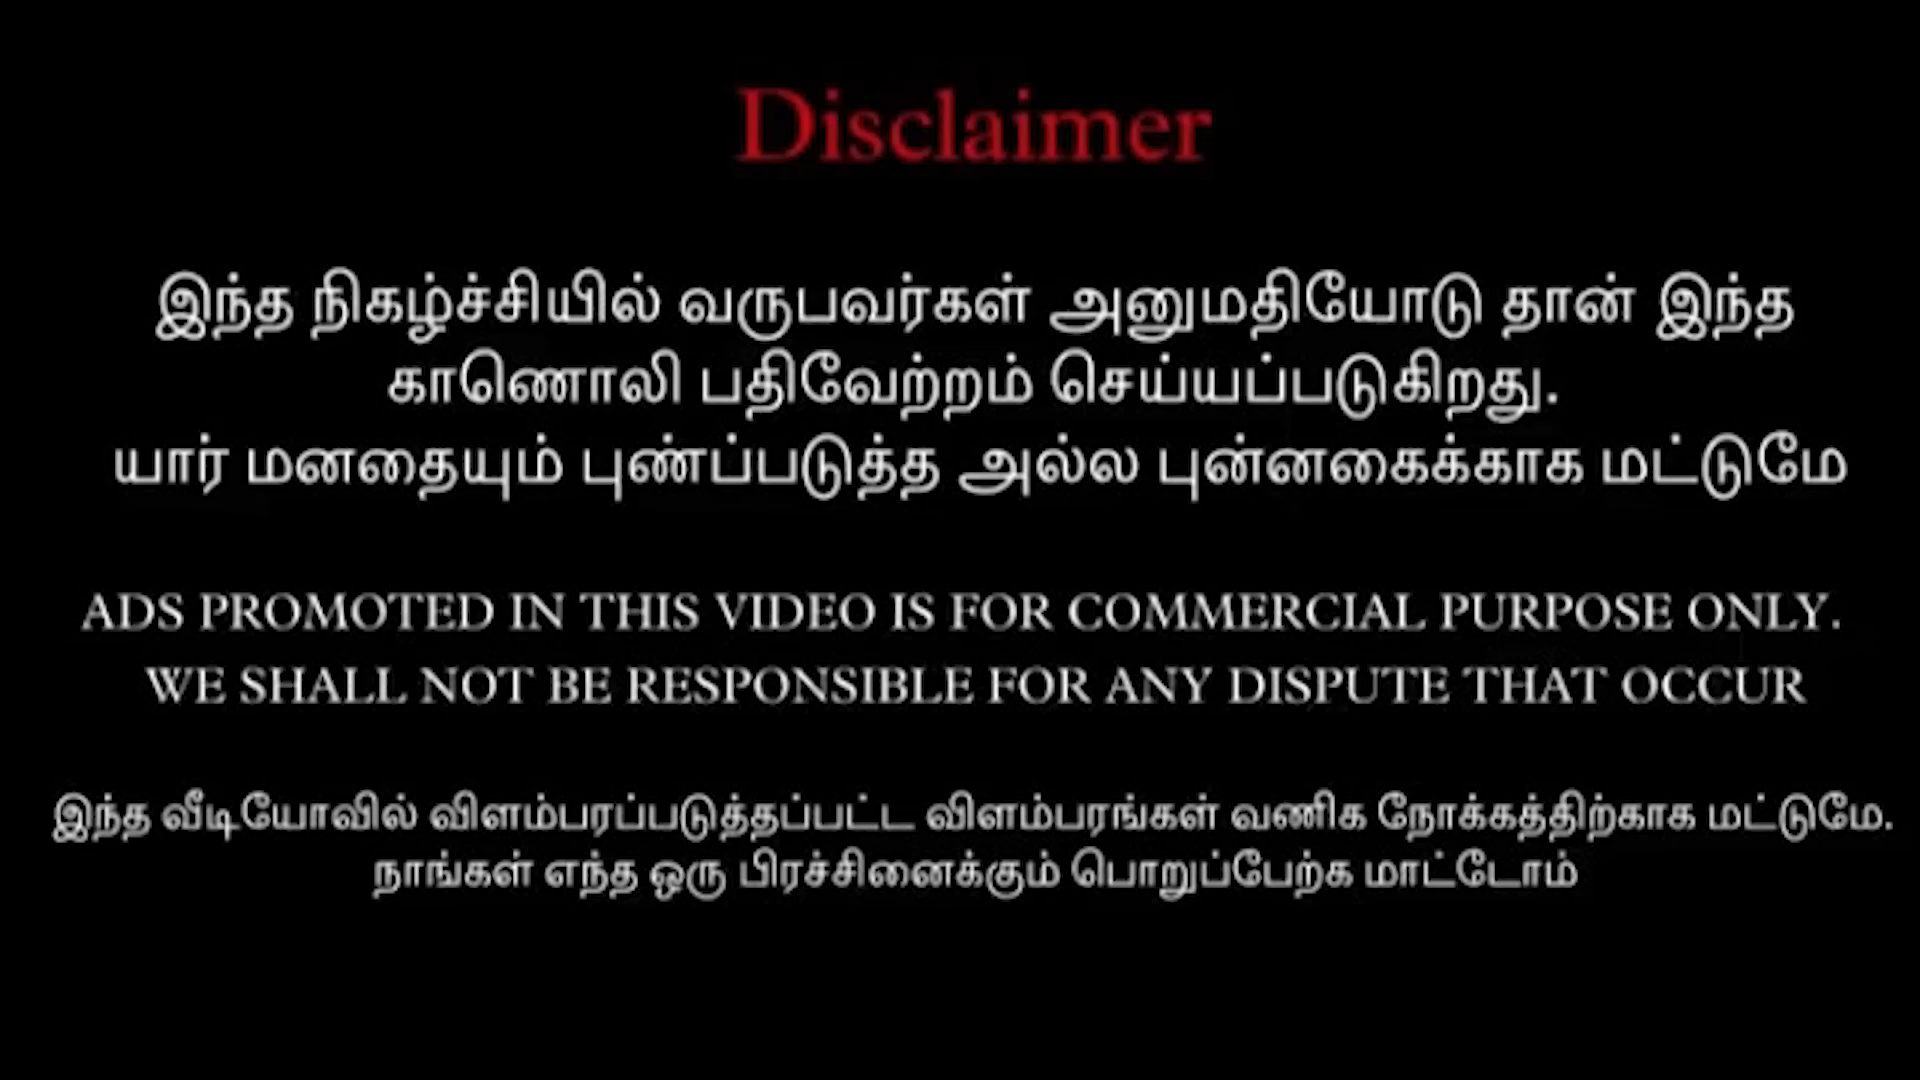 Disclaimer
இந்த நிகழ்ச்சியில் வருபவர்கள் அனுமதியோடு தான் இந்த
காணொலி பதிவேற்றம் செய்யப்படுகிறது.
யார் மனதையும் புண்ப்படுத்த அல்ல புன்னகைக்காக மட்டுமே
ADS PROMOTED IN THIS VIDEO IS FOR COMMERCIAL PURPOSE ONLY.
WE SHALL NOT BE RESPONSIBLE FOR ANY DISPUTE THAT OCCUR
இந்த வீடியோவில் விளம்பரப்படுத்தப்பட்ட விளம்பரங்கள் வணிக நோக்கத்திற்காக மட்டுமே.
நாங்கள் எந்த ஒரு பிரச்சினைக்கும் பொறுப்பேற்க மாட்டோம்